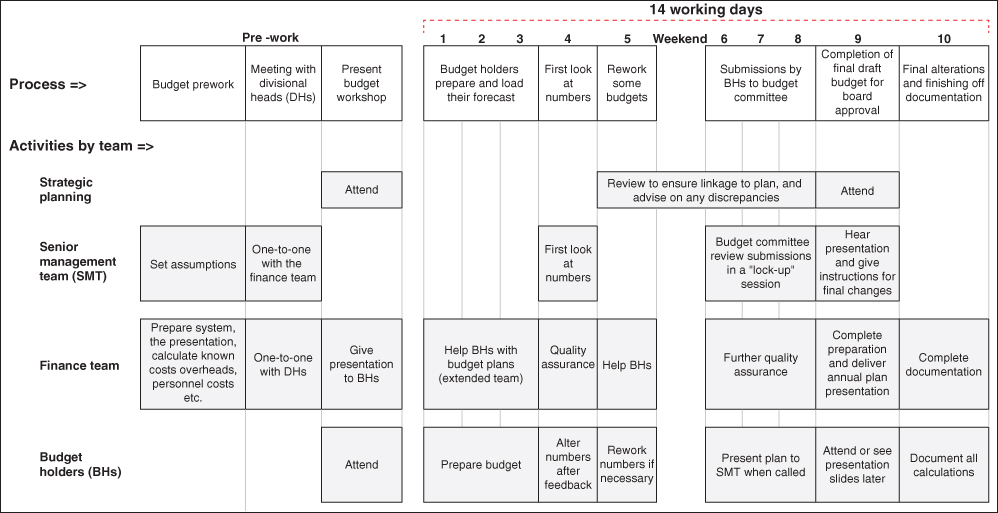 14 working days
Pre -work
1 2 3 4 5 Weekend 6 7 8 9 10
Process =>
Budget prework
Meeting with
divisional
heads (DHs)
Present
budget
workshop
Budget holders
prepare and load
their forecast
First look
at
numbers
Rework
some
budgets
Submissions by
BHs to budget
committee
Completion of
final draft
budget for
board
approval
Final alterations
and finishing off
documentation
Activities by team =>
Strategic
planning
Attend
Review to ensure linkage to plan, and
advise on any discrepancies
Attend
Senior
management
team (SMT)
Set assumptions
One-to-one
with the
finance team
First look
at
numbers
Budget committee
review submissions
in a "lock-up"
session
Hear
presentation
and give
instructions for
final changes
Finance team
Prepare system,
the presentation,
calculate known
costs overheads,
personnel costs
etc.
One-to-one
with DHs
Give
presentation
to BHs
Help BHs with
budget plans
(extended team)
Quality
assurance
Help BHs
Further quality
assurance
Complete
preparation
and deliver
annual plan
presentation
Complete
documentation
Budget
holders (BHs)
Attend
Prepare budget
Alter
numbers
after
feedback
Rework
numbers if
necessary
Present plan to
SMT when called
Attend or see
presentation
slides later
Document all
calculations